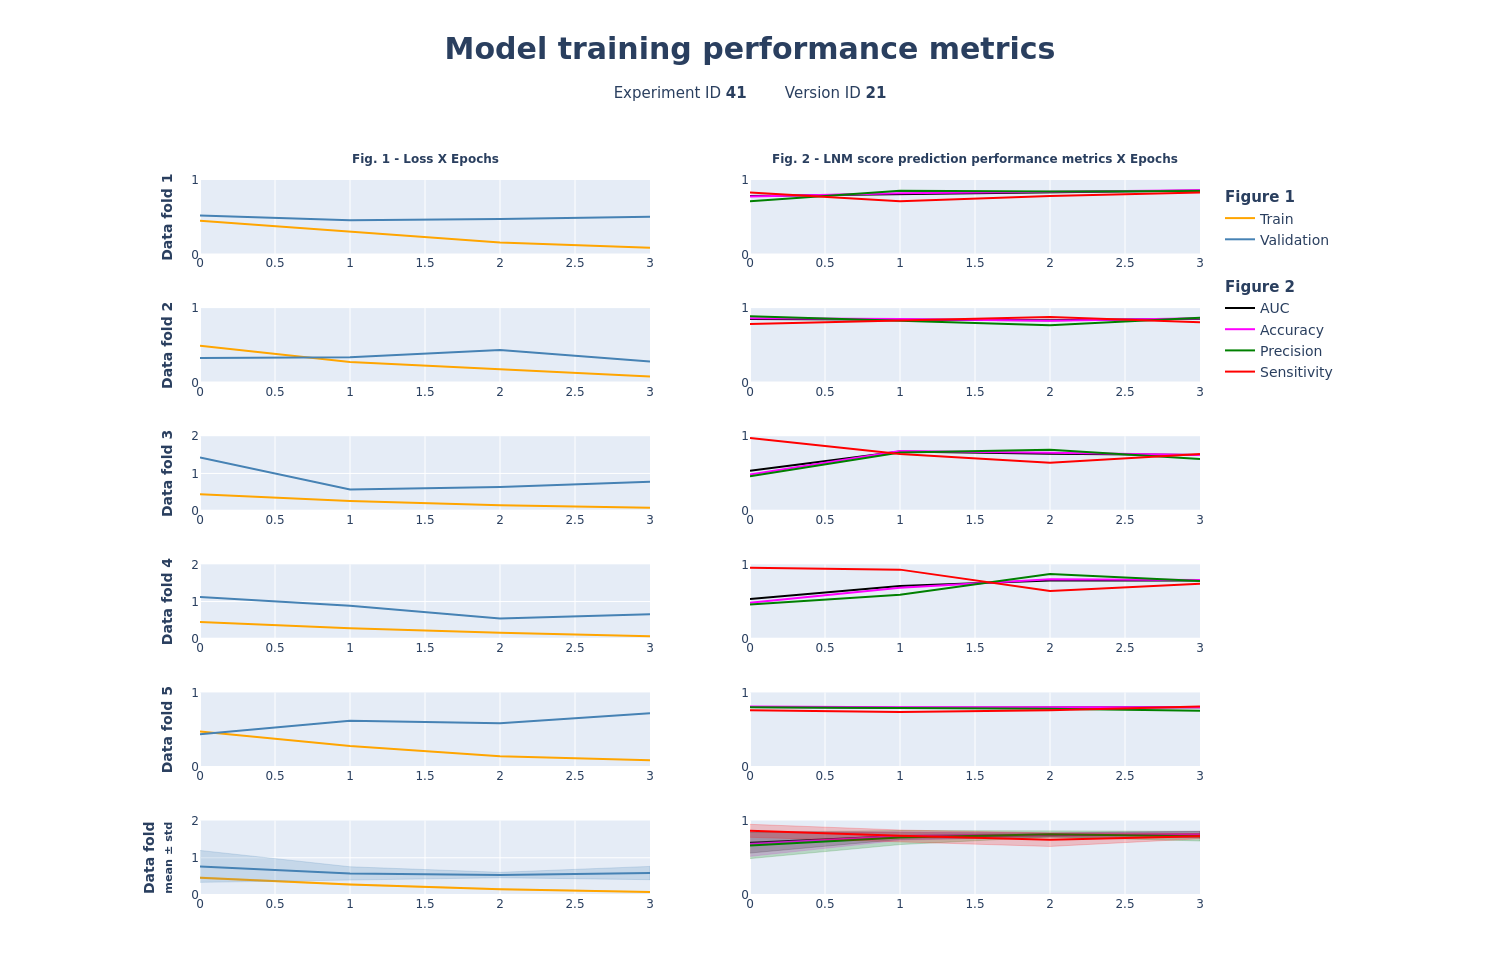 Model training performance metrics
Experiment ID 41 Version ID 21
Fig. 1 - Loss X Epochs
Fig. 2 - LNM score prediction performance metrics X Epochs
Data fold 1
1
0
0 0.5 1 1.5 2 2.5 3
1
0
0 0.5 1 1.5 2 2.5 3
Figure 1
Train
Validation
Figure 2
AUC
Accuracy
Precision
Sensitivity
Data fold 2
1
0
0 0.5 1 1.5 2 2.5 3
1
0
0 0.5 1 1.5 2 2.5 3
Data fold 3
2
1
0
0 0.5 1 1.5 2 2.5 3
1
0
0 0.5 1 1.5 2 2.5 3
Data fold 4
2
1
0
0 0.5 1 1.5 2 2.5 3
1
0
0 0.5 1 1.5 2 2.5 3
Data fold 5
1
0
0 0.5 1 1.5 2 2.5 3
1
0
0 0.5 1 1.5 2 2.5 3
Data fold
mean ± std
2
1
0
0 0.5 1 1.5 2 2.5 3
1
0
0 0.5 1 1.5 2 2.5 3